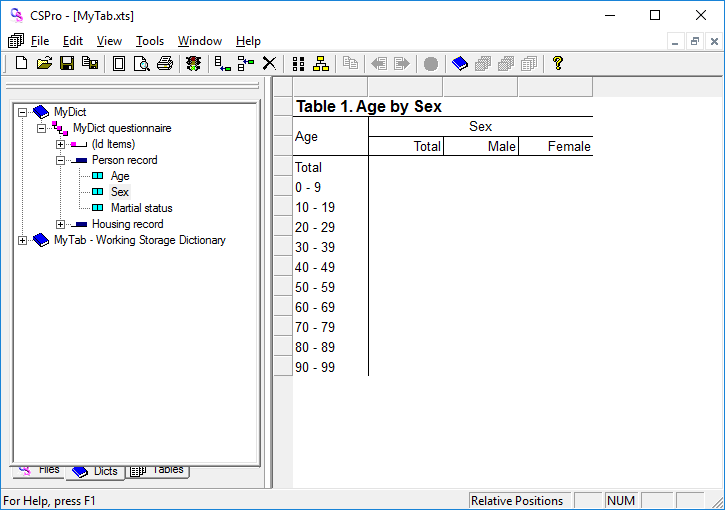 CSPro - [MyTab.xts]
File Edit View Tools Window Help
MyDict
MyDict questionnaire
(Id Items)
Person record
Age
Sex
Martial status
Housing record
MyTab - Working Storage Dictionary
Files Dicts Tables
Table 1. Age by Sex
Age
Sex
Total Male Female
Total
0 - 9
10 - 19
20 - 29
30 - 39
40 - 49
50 - 59
60 - 69
70 - 79
80 - 89
90 - 99
For Help, press F1
Relative Positions
NUM